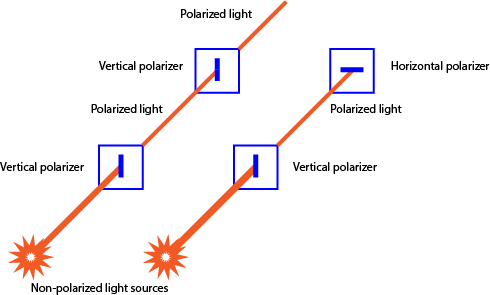 Polarized light
Vertical polarizer
Horizontal polarizer
Polarized light
Polarized light
Vertical polarizer
Vertical polarizer
Non-polarized light sources